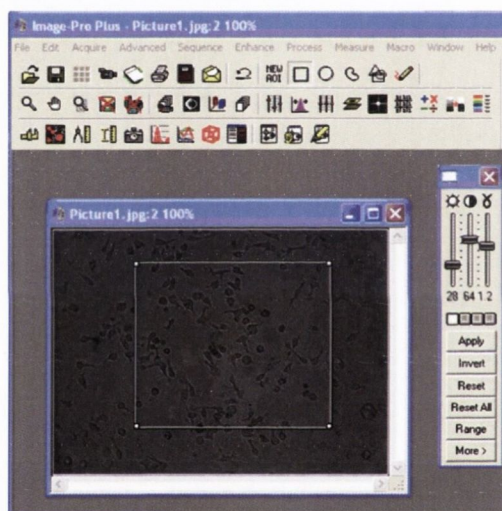 Image-Pro Plus - Picture1.jpg:2 100%
File Edit Acquire Advanced Sequence Enhance Process Measure Macro Window Help
NEW
AOI
Picture1.jpg:2 100%
28 64 1.2
Apply
Invert
Reset
Reset All
Range
More >